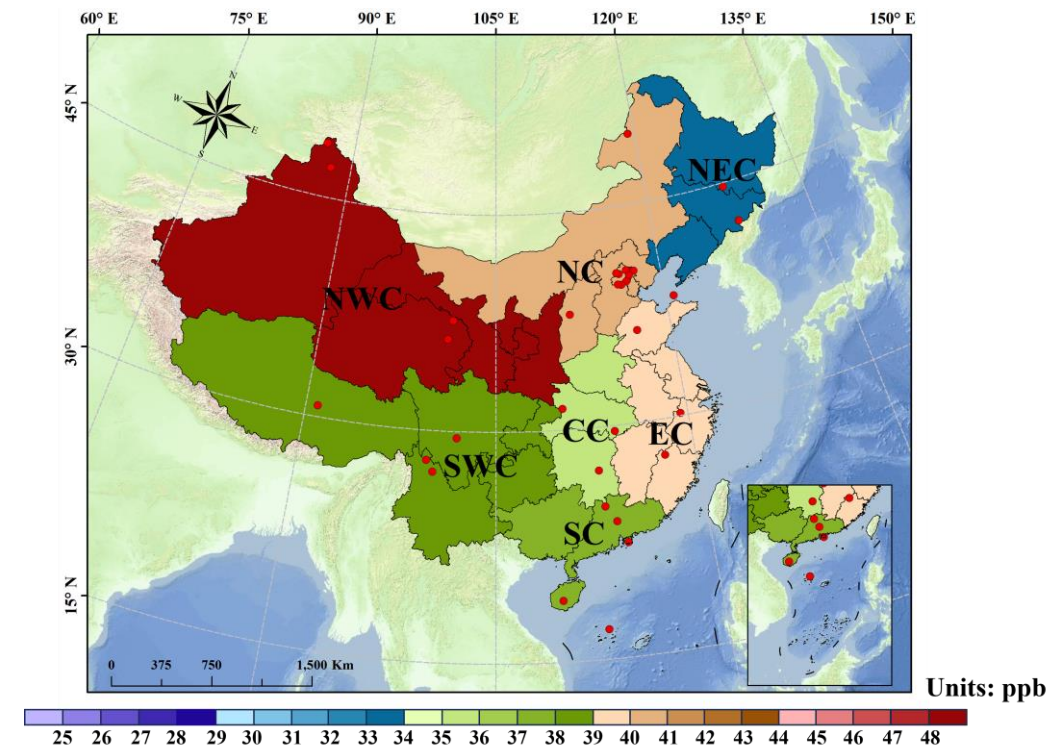 60° E 75° E 90° E 105° E 120° E 135° E 150° E
45° N
30° N
15° N
N
W
E
S
NEC
NC
NWC
CC
EC
SWC
SC
0 375 750 1,500 Km
Units: ppb
25 26 27 28 29 30 31 32 33 34 35 36 37 38 39 40 41 42 43 44 45 46 47 48